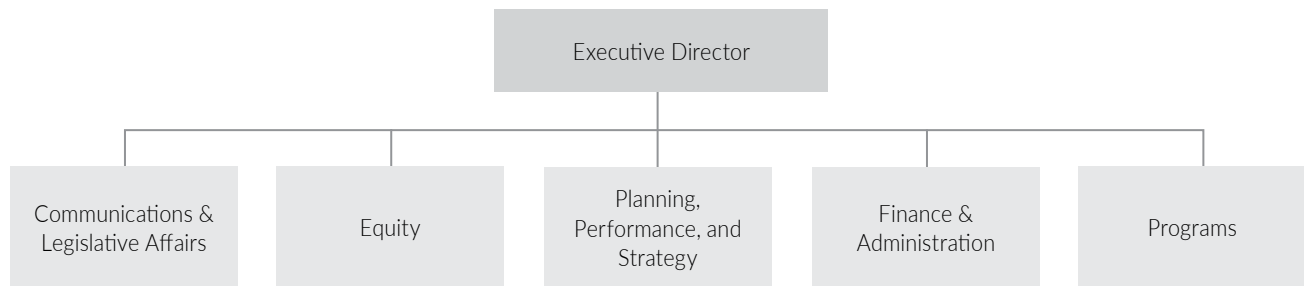 Executive Director
Communications &
Legislative Affairs
Equity
Planning,
Performance, and
Strategy
Finance &
Administration
Programs